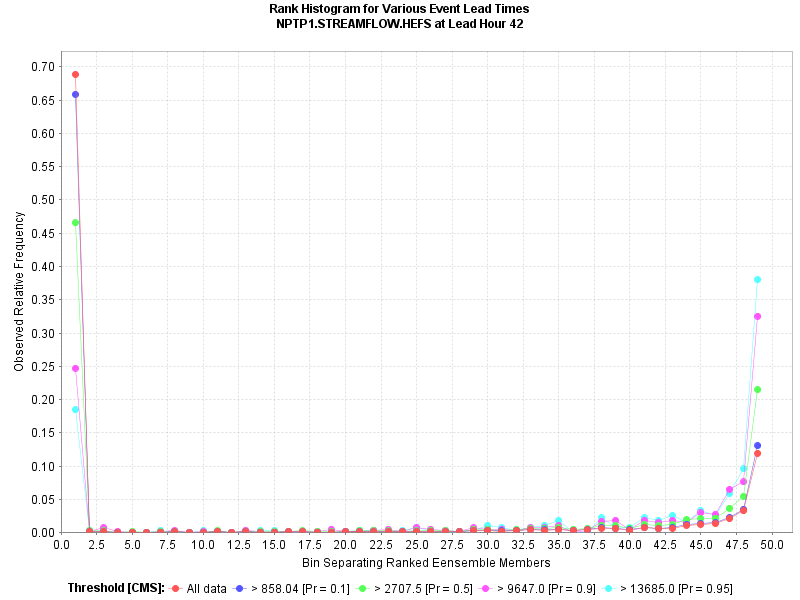 Rank Histogram for Various Event Lead Times
NPTP1.STREAMFLOW.HEFS at Lead Hour 42
Observed Relative Frequency
0.70
0.65
0.60
0.55
0.50
0.45
0.40
0.35
0.30
0.25
0.20
0.15
0.10
0.05
0.00
0.0 2.5 5.0 7.5 10.0 12.5 15.0 17.5 20.0 22.5 25.0 27.5 30.0 32.5 35.0 37.5 40.0 42.5 45.0 47.5 50.0
Bin Separating Ranked Eensemble Members
Threshold [CMS]: All data > 858.04 [Pr = 0.1] > 2707.5 [Pr = 0.5] > 9647.0 [Pr = 0.9] > 13685.0 [Pr = 0.95]